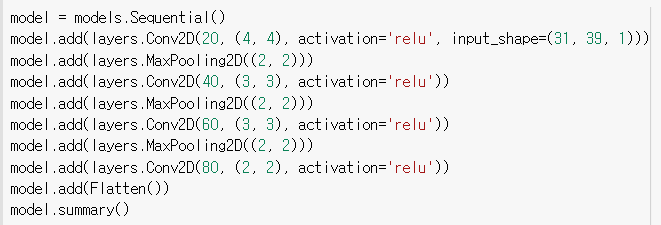 model = models.Sequential()
model.add(layers.Conv2D(20, (4, 4), activation='relu', input_shape=(31, 39, 1)))
model.add(layers.MaxPooling2D((2, 2)))
model.add(layers.Conv2D(40, (3, 3), activation='relu'))
model.add(layers.MaxPooling2D((2, 2)))
model.add(layers.Conv2D(60, (3, 3), activation='relu'))
model.add(layers.MaxPooling2D((2, 2)))
model.add(layers.Conv2D(80, (2, 2), activation='relu'))
model.add(Flatten())
model.summary()